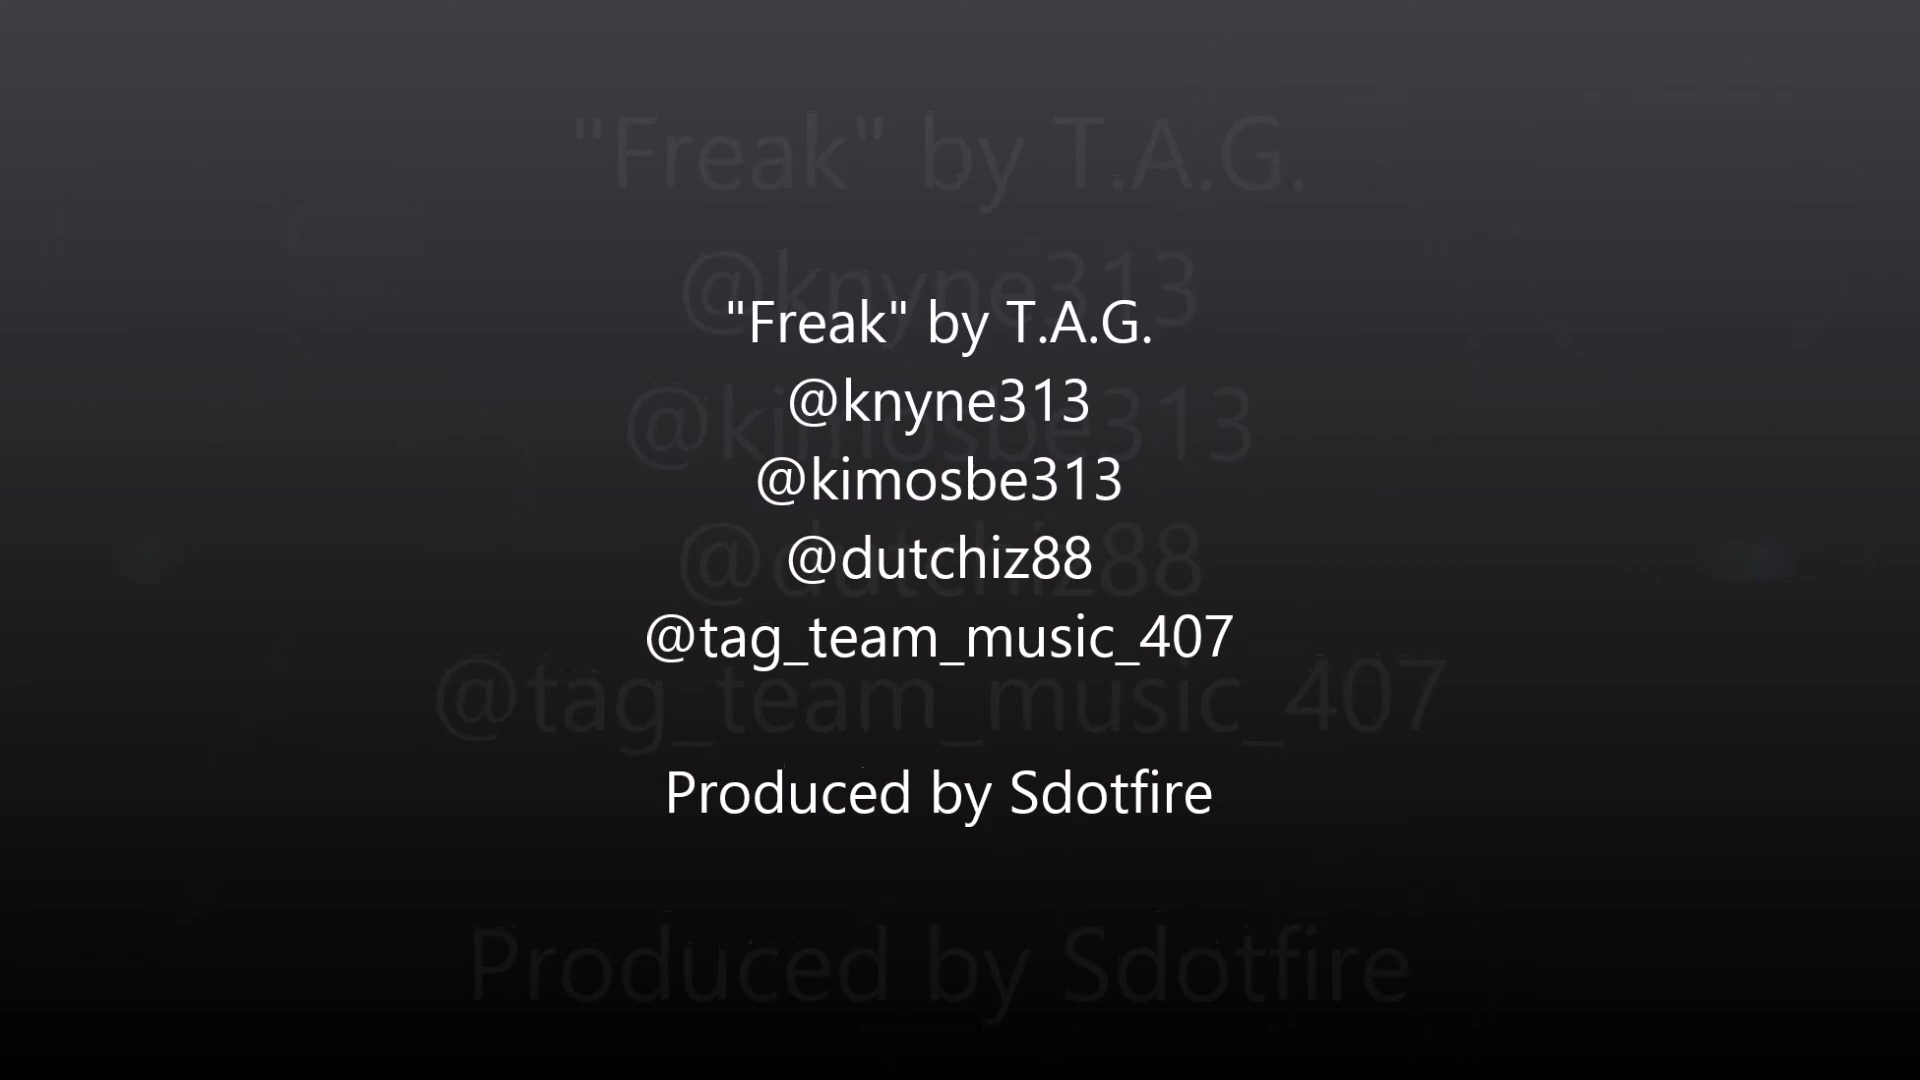 "Freak" by T.A.G.
@knyne313
@kimosbe313
@dutchiz88
@tag_team_music_407
Produced by Sdotfire